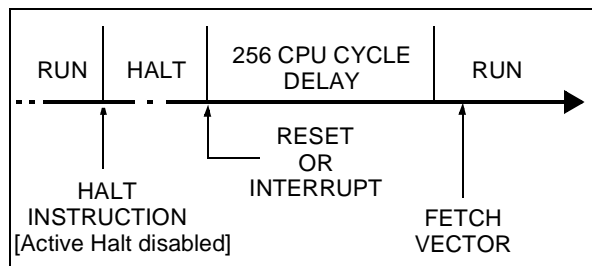 RUN
HALT
256 CPU CYCLE
DELAY
RUN
RESET
OR
INTERRUPT
HALT
INSTRUCTION
[Active Halt disabled]
FETCH
VECTOR